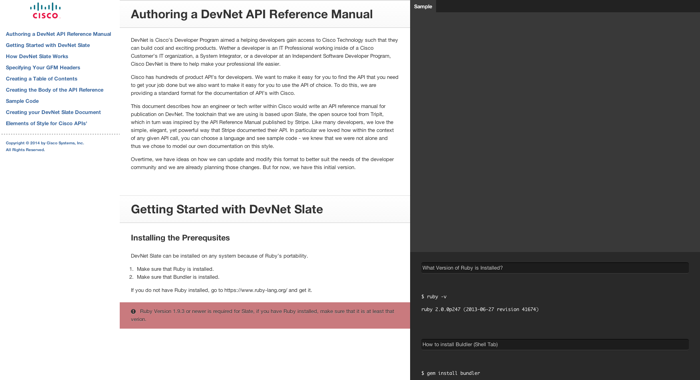 CISCO
Authoring a DevNet API Reference Manual
Getting Started with DevNet Slate
How DevNet Slate Works
Specifying Your GFM Headers
Creating a Table of Contents
Creating the Body of the API Reference
Sample Code
Creating your DevNet Slate Document
Elements of Style for Cisco APIs'
Copyright © 2014 by Cisco Systems, Inc.
All Rights Reserved.
Authoring a DevNet API Reference Manual
DevNet is Cisco's Developer Program aimed a helping developers gain access to Cisco Technology such that they
can build cool and exciting products. Wether a developer is an IT Professional working inside of a Cisco
Customer's IT organization, a System Integrator, or a developer at an Independent Software Developer Program,
Cisco DevNet is there to help make your professional life easier.
Cisco has hundreds of product API's for developers. We want to make it easy for you to find the API that you need
to get your job done but we also want to make it easy for you to use the API of choice. To do this, we are
providing a standard format for the documentation of API's with Cisco.
This document describes how an engineer or tech writer within Cisco would write an API reference manual for
publication on DevNet. The toolchain that we are using is based upon Slate, the open source tool from TripIt,
which in turn was inspired by the API Reference Manual published by Stripe. Like many developers, we love the
simple, elegant, yet powerful way that Stripe documented their API. In particular we loved how within the context
of any given API call, you can choose a language and see sample code - we knew that we were not alone and
thus we chose to model our own documentation on this style.
Overtime, we have ideas on how we can update and modify this format to better suit the needs of the developer
community and we are already planning those changes. But for now, we have this initial version.
Getting Started with DevNet Slate
Installing the Prerequsites
DevNet Slate can be installed on any system because of Ruby's portability.
1. Make sure that Ruby is installed.
2. Make sure that Bundler is installed.
If you do not have Ruby installed, go to https://www.ruby-lang.org/ and get it.
Ruby Version 1.9.3 or newer is required for Slate, if you have Ruby installed, make sure that it is at least that
verion.
Sample
What Version of Ruby is Installed?
$ ruby -v
ruby 2.0.0p247 (2013-06-27 revision 41674)
How to install Buldler (Shell Tab)
$ gem install bundler